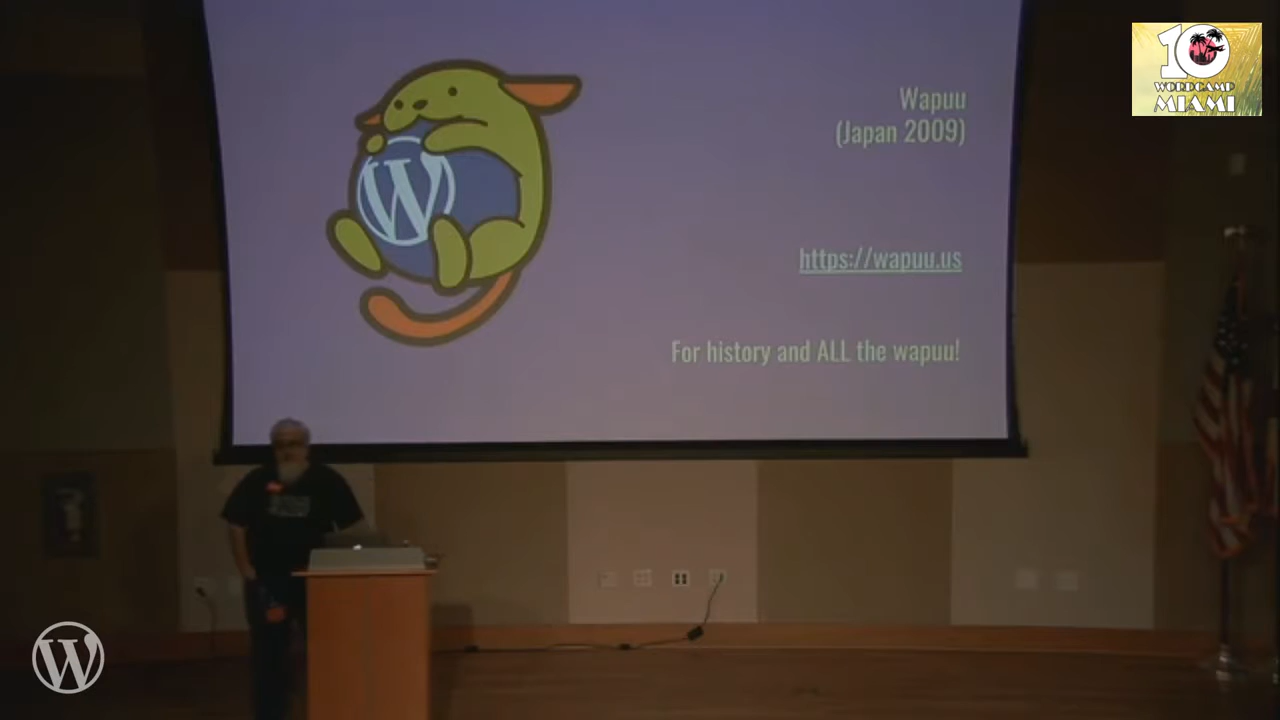 Wapuu
(Japan 2009)
https://wapuu.us
For history and ALL the wapuu!
W
10
WORDCAMP
MIAMI
W